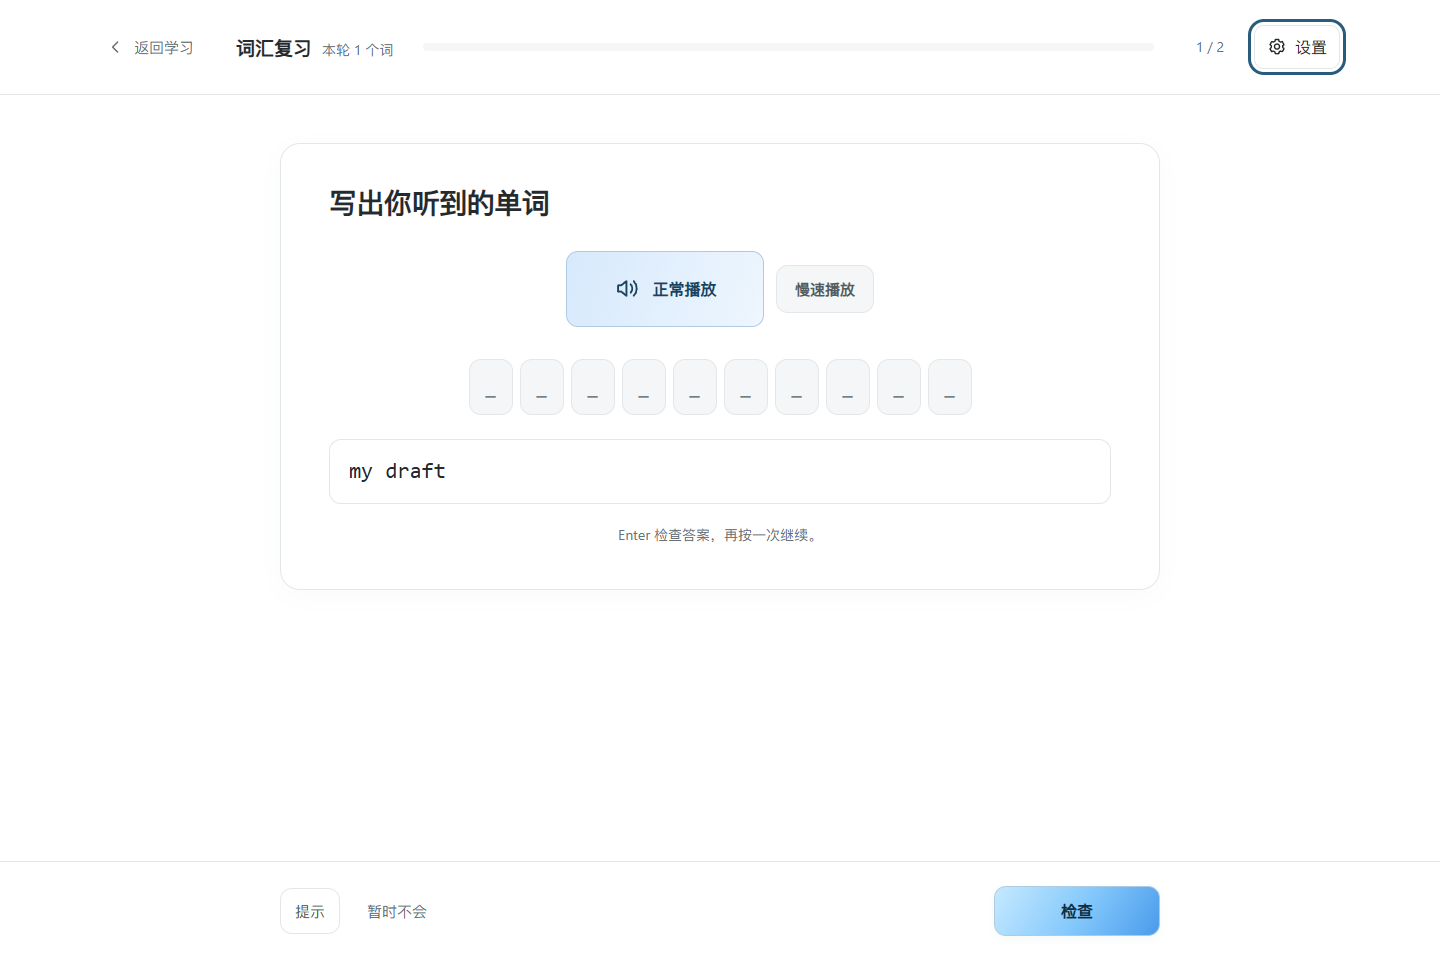 返回学习 词汇复习 本轮 1 个词 1 / 2 设置
写出你听到的单词
正常播放 慢速播放
_ _ _ _ _ _ _ _ _ _
my draft
Enter 检查答案，再按一次继续。
提示 暂时不会 检查